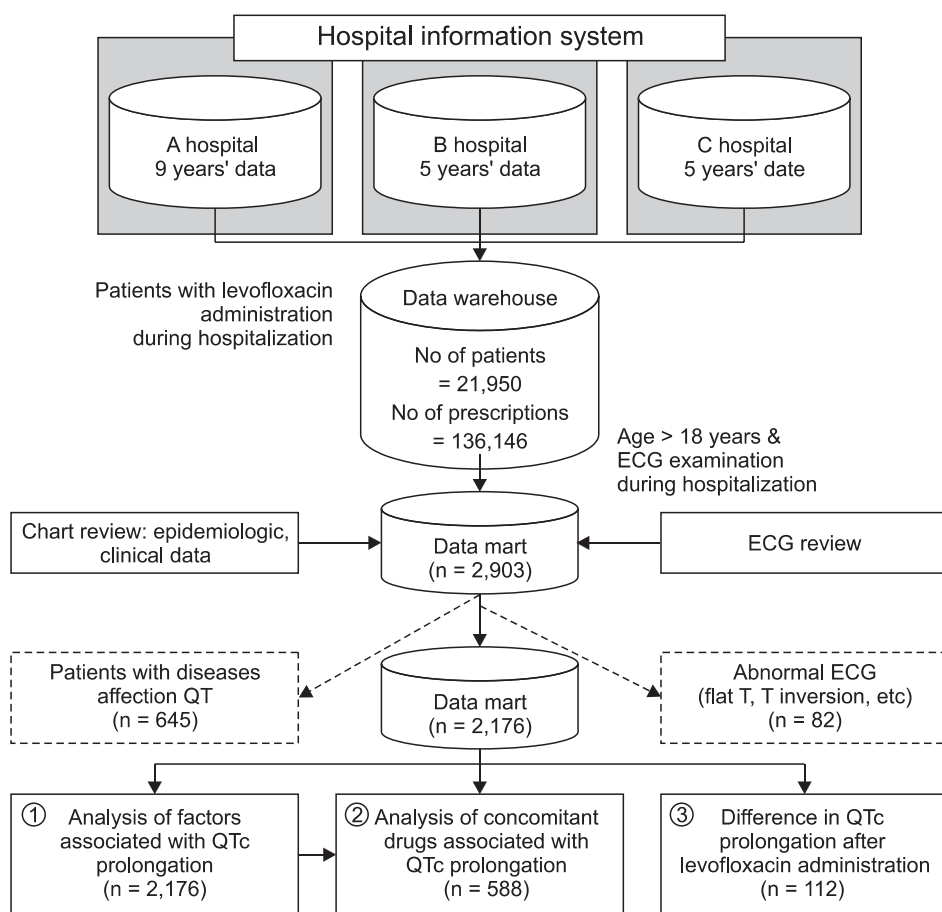 Hospital information system
A hospital
9 years' data
B hospital
5 years' data
C hospital
5 years' date
Patients with levofloxacin
administration
during hospitalization
Data warehouse
No of patients
= 21,950
No of prescriptions
= 136,146
Age > 18 years &
ECG examination
during hospitalization
Chart review: epidemiologic,
clinical data
Data mart
(n = 2,903)
ECG review
Patients with diseases
affection QT
(n = 645)
Data mart
(n = 2,176)
Abnormal ECG
(flat T, T inversion, etc)
(n = 82)
① Analysis of factors
associated with QTc
prolongation
(n = 2,176)
② Analysis of concomitant
drugs associated with
QTc prolongation
(n = 588)
③ Difference in QTc
prolongation after
levofloxacin administration
(n = 112)